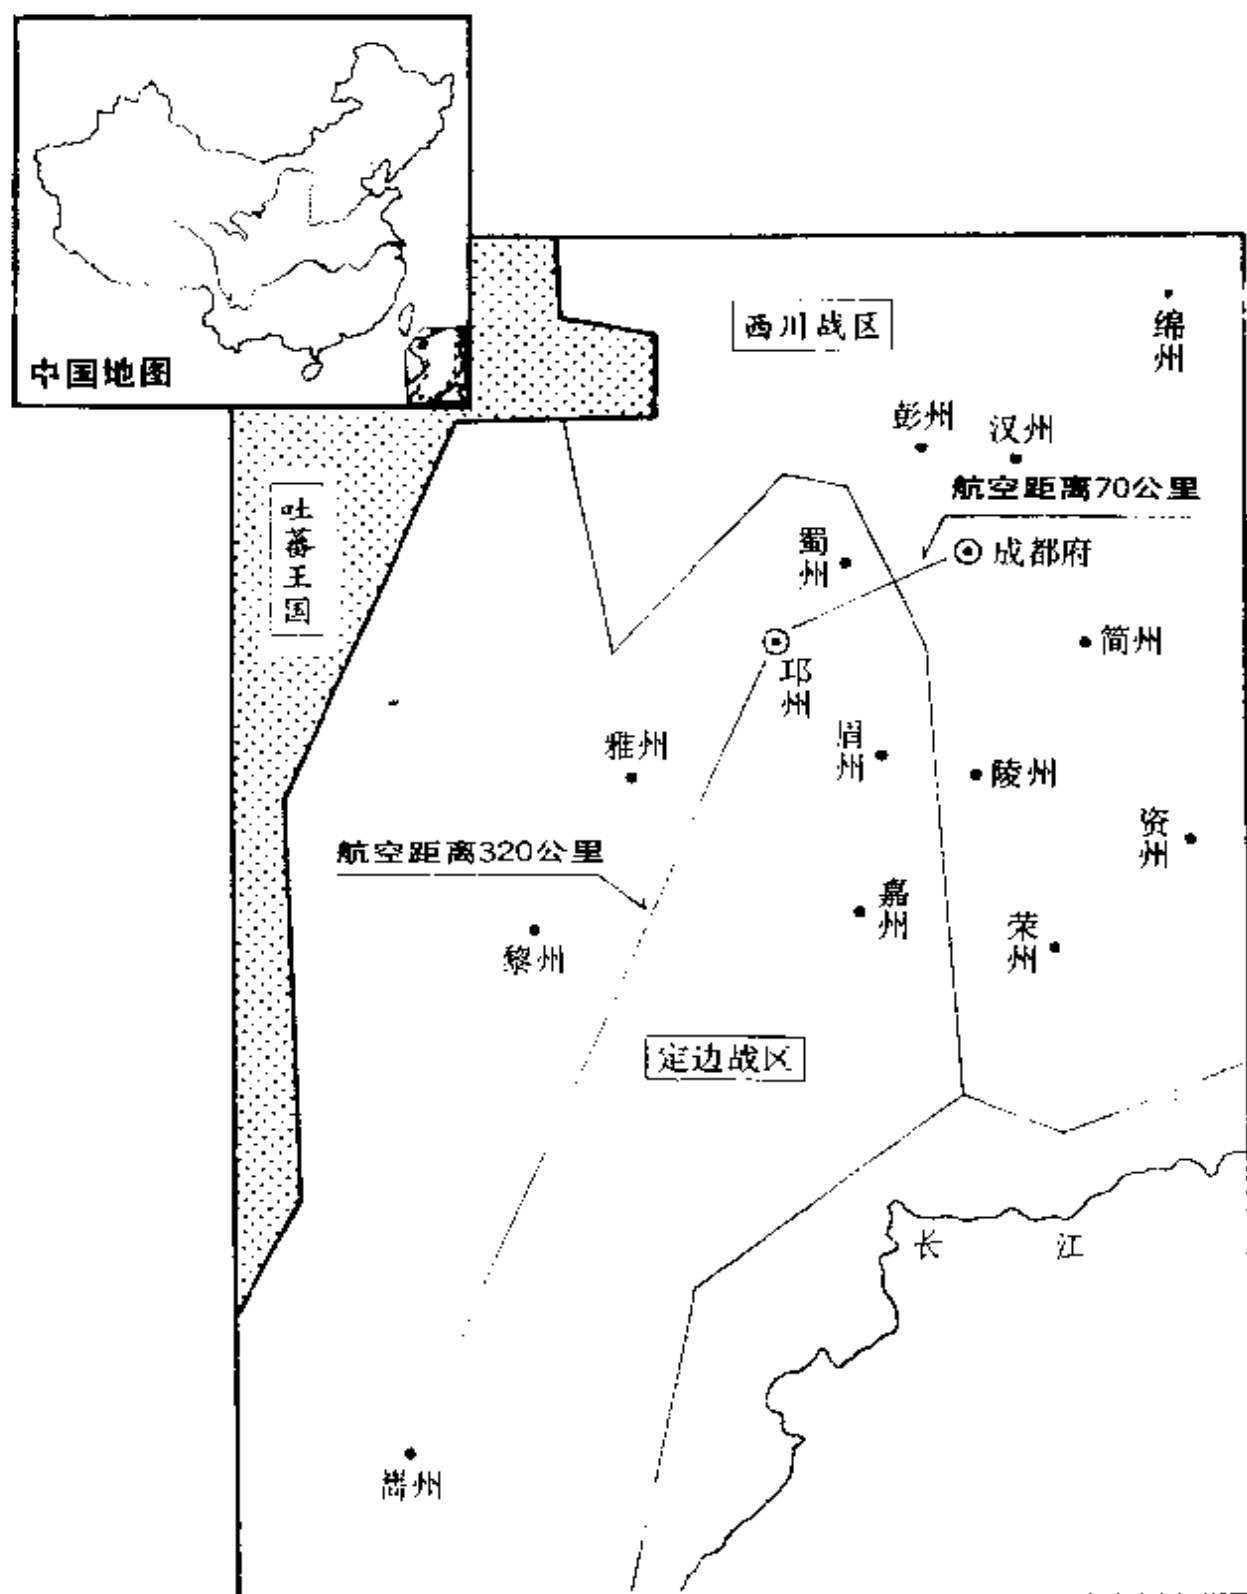 中国地图
西川战区
绵州
彭州
汉州
航空距离70公里
吐蕃王国
蜀州
成都府
邛州
简州
雅州
眉州
陵州
资州
航空距离320公里
嘉州
黎州
荣州
定边战区
长江
巂州